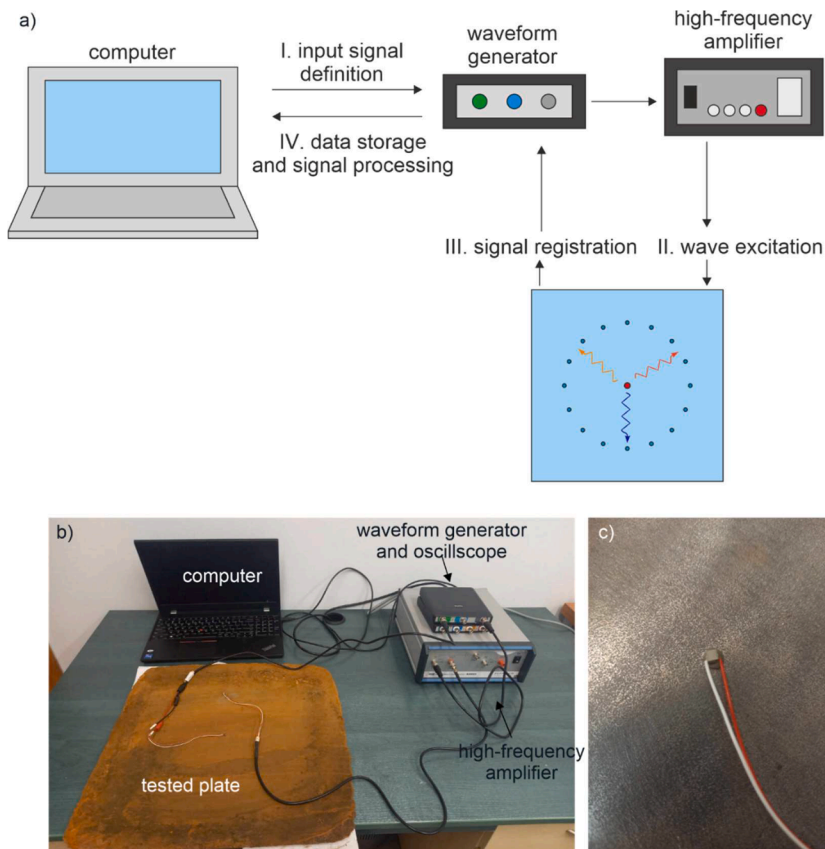 a)
computer
I. input signal
definition
IV. data storage
and signal processing
waveform
generator
high-frequency
amplifier
III. signal registration
II. wave excitation
b)
computer
waveform generator
and oscillscope
high-frequency
amplifier
tested plate
c)